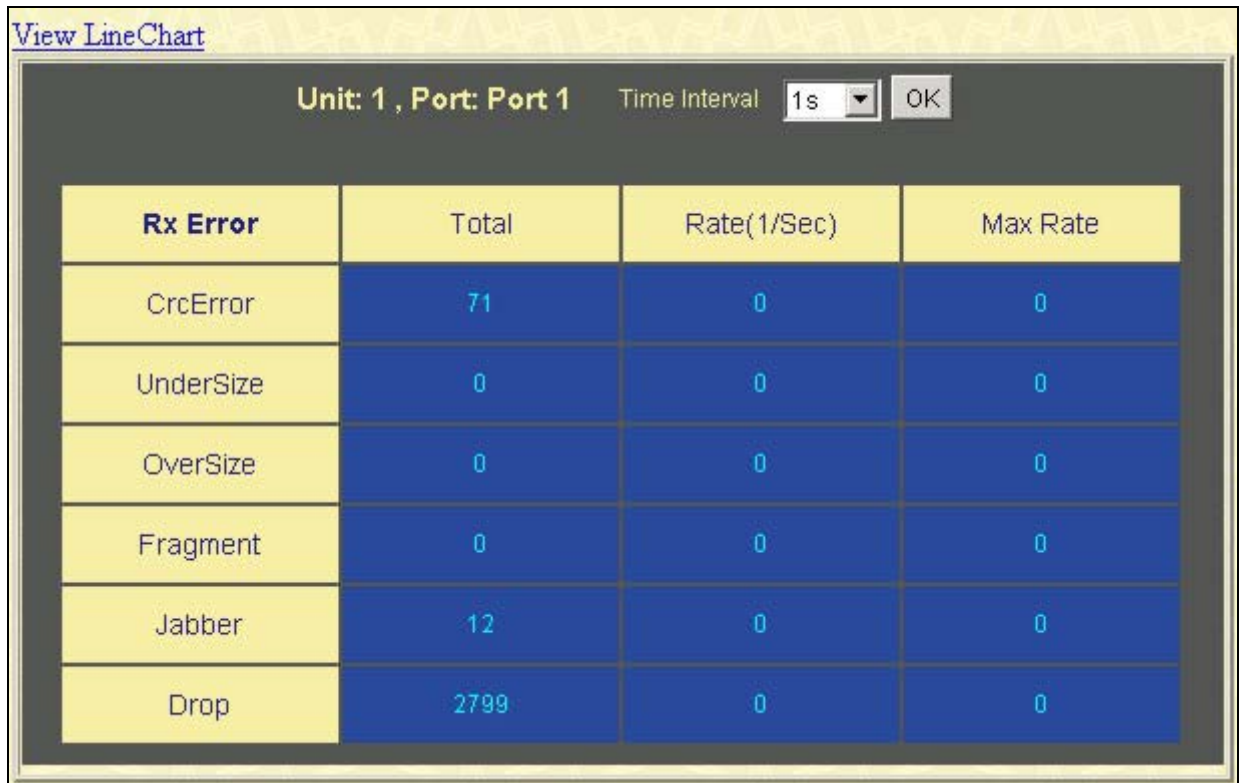 View LineChart
Unit: 1 , Port: Port 1 Time Interval 1s OK
Rx Error Total Rate(1/Sec) Max Rate
CrcError 71 0 0
UnderSize 0 0 0
OverSize 0 0 0
Fragment 0 0 0
Jabber 12 0 0
Drop 2799 0 0